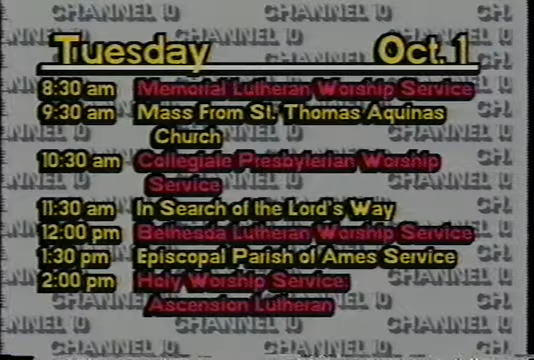 Tuesday Oct. 1
8:30 am Memorial Lutheran Worship Service
9:30 am Mass From St. Thomas Aquinas
Church
10:30 am Collegiate Presbyterian Worship
Service
11:30 am In Search of the Lord's Way
12:00 pm Bethesda Lutheran Worship Service
1:30 pm Episcopal Parish of Ames Service
2:00 pm Holy Worship Service:
Ascension Lutheran
CHANNEL 10